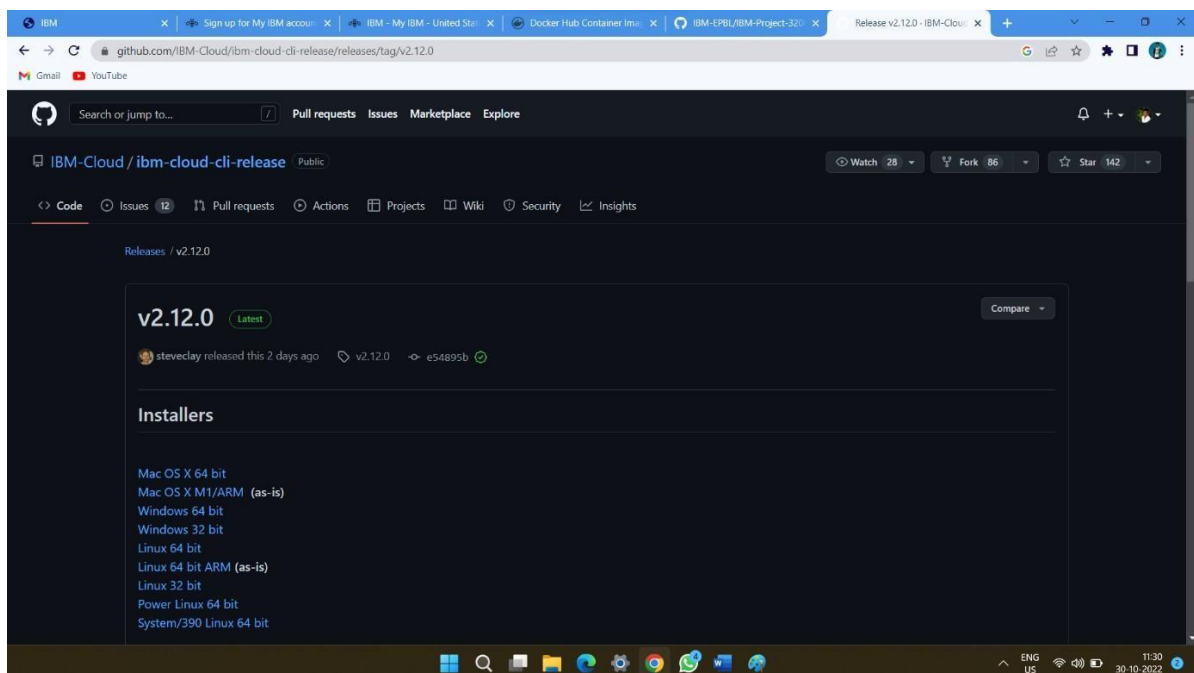 IBM
Sign up for My IBM accoun
IBM - My IBM - United Stat
Docker Hub Container Ima
IBM-EPBL/IBM-Project-320
Release v2.12.0 · IBM-Cloud
github.com/IBM-Cloud/ibm-cloud-cli-release/releases/tag/v2.12.0
Gmail YouTube
Search or jump to... / Pull requests Issues Marketplace Explore
IBM-Cloud / ibm-cloud-cli-release Public
Watch 28 Fork 86 Star 142
<> Code Issues 12 Pull requests Actions Projects Wiki Security Insights
Releases / v2.12.0
v2.12.0 Latest
Compare
steveclay released this 2 days ago v2.12.0 e54895b
Installers
Mac OS X 64 bit
Mac OS X M1/ARM (as-is)
Windows 64 bit
Windows 32 bit
Linux 64 bit
Linux 64 bit ARM (as-is)
Linux 32 bit
Power Linux 64 bit
System/390 Linux 64 bit
ENG
US
11:30
30-10-2022
2